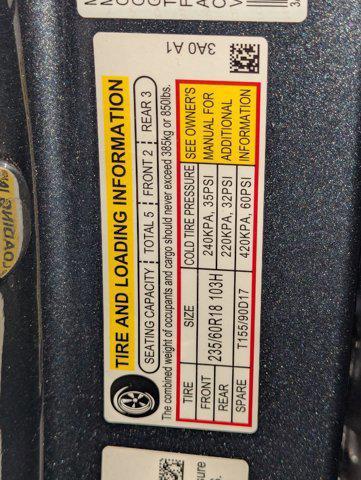 3A0 A1
TIRE AND LOADING INFORMATION
SEATING CAPACITY TOTAL 5 FRONT 2 REAR 3
The combined weight of occupants and cargo should never exceed 385kg or 850lbs.
TIRE SIZE COLD TIRE PRESSURE SEE OWNER'S MANUAL FOR ADDITIONAL INFORMATION
FRONT 235/60R18 103H 240KPA, 35PSI
REAR 220KPA, 32PSI
SPARE T155/90D17 420KPA, 60PSI